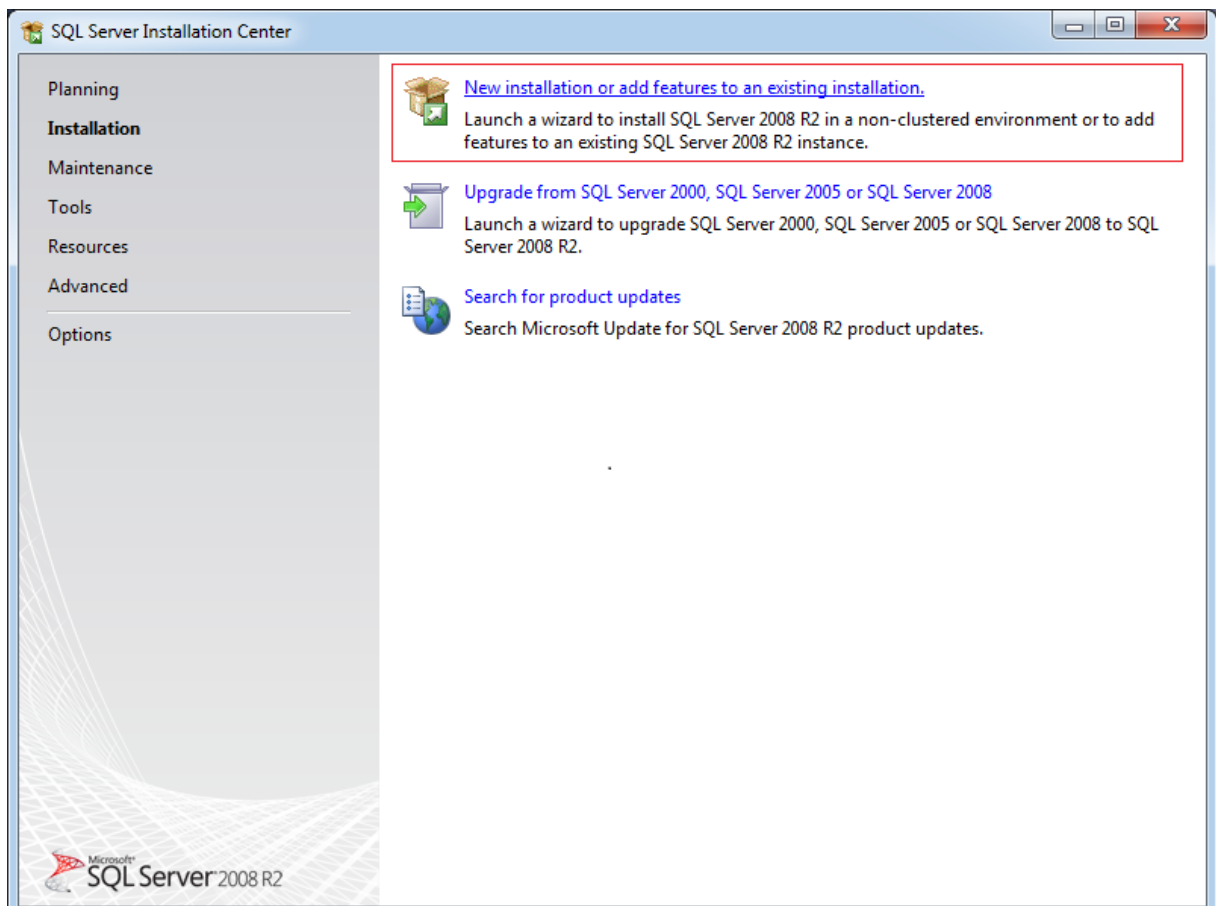 SQL Server Installation Center
Planning
Installation
Maintenance
Tools
Resources
Advanced
Options
New installation or add features to an existing installation.
Launch a wizard to install SQL Server 2008 R2 in a non-clustered environment or to add
features to an existing SQL Server 2008 R2 instance.
Upgrade from SQL Server 2000, SQL Server 2005 or SQL Server 2008
Launch a wizard to upgrade SQL Server 2000, SQL Server 2005 or SQL Server 2008 to SQL
Server 2008 R2.
Search for product updates
Search Microsoft Update for SQL Server 2008 R2 product updates.
Microsoft®
SQL Server® 2008 R2